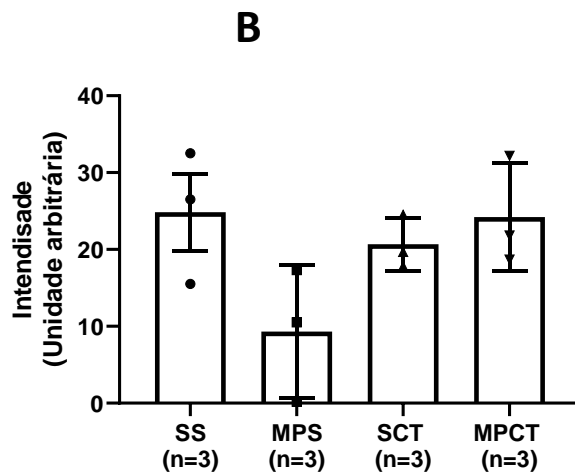 B
Intendisade
(Unidade arbitrária)
40
30
20
10
0
SS
(n=3)
MPS
(n=3)
SCT
(n=3)
MPCT
(n=3)